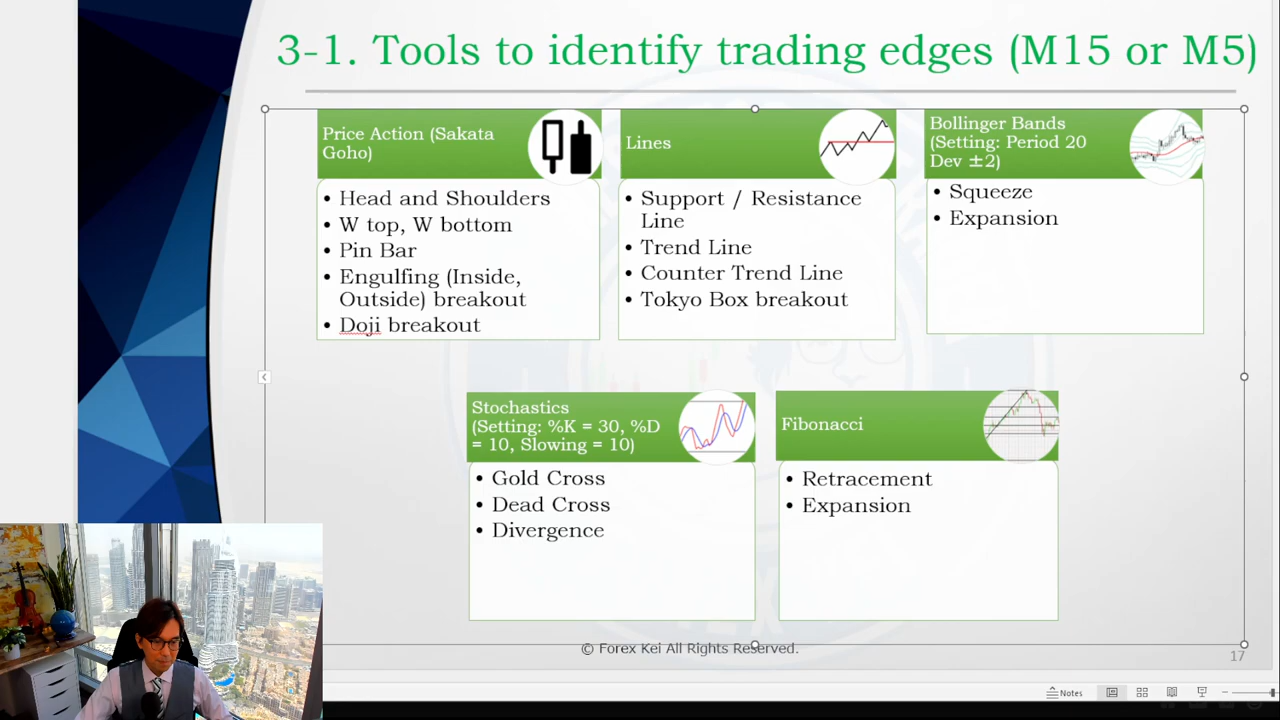 3-1. Tools to identify trading edges (M15 or M5)
Price Action (Sakata
Goho)
• Head and Shoulders
• W top, W bottom
• Pin Bar
• Engulfing (Inside,
Outside) breakout
• Doji breakout
Lines
• Support / Resistance
Line
• Trend Line
• Counter Trend Line
• Tokyo Box breakout
Bollinger Bands
(Setting: Period 20
Dev ±2)
• Squeeze
• Expansion
Stochastics
(Setting: %K = 30, %D
= 10, Slowing = 10)
• Gold Cross
• Dead Cross
• Divergence
Fibonacci
• Retracement
• Expansion
© Forex Kei All Rights Reserved.
17
Notes